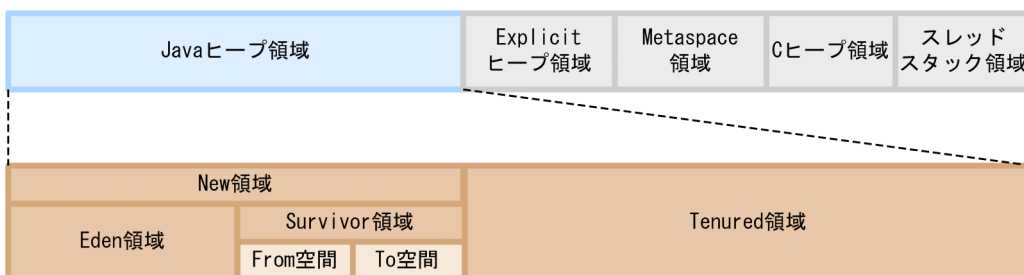 Javaヒープ領域
Explicit
ヒープ領域
Metaspace
領域
Cヒープ領域
スレッド
スタック領域
New領域
Eden領域
Survivor領域
From空間
To空間
Tenured領域